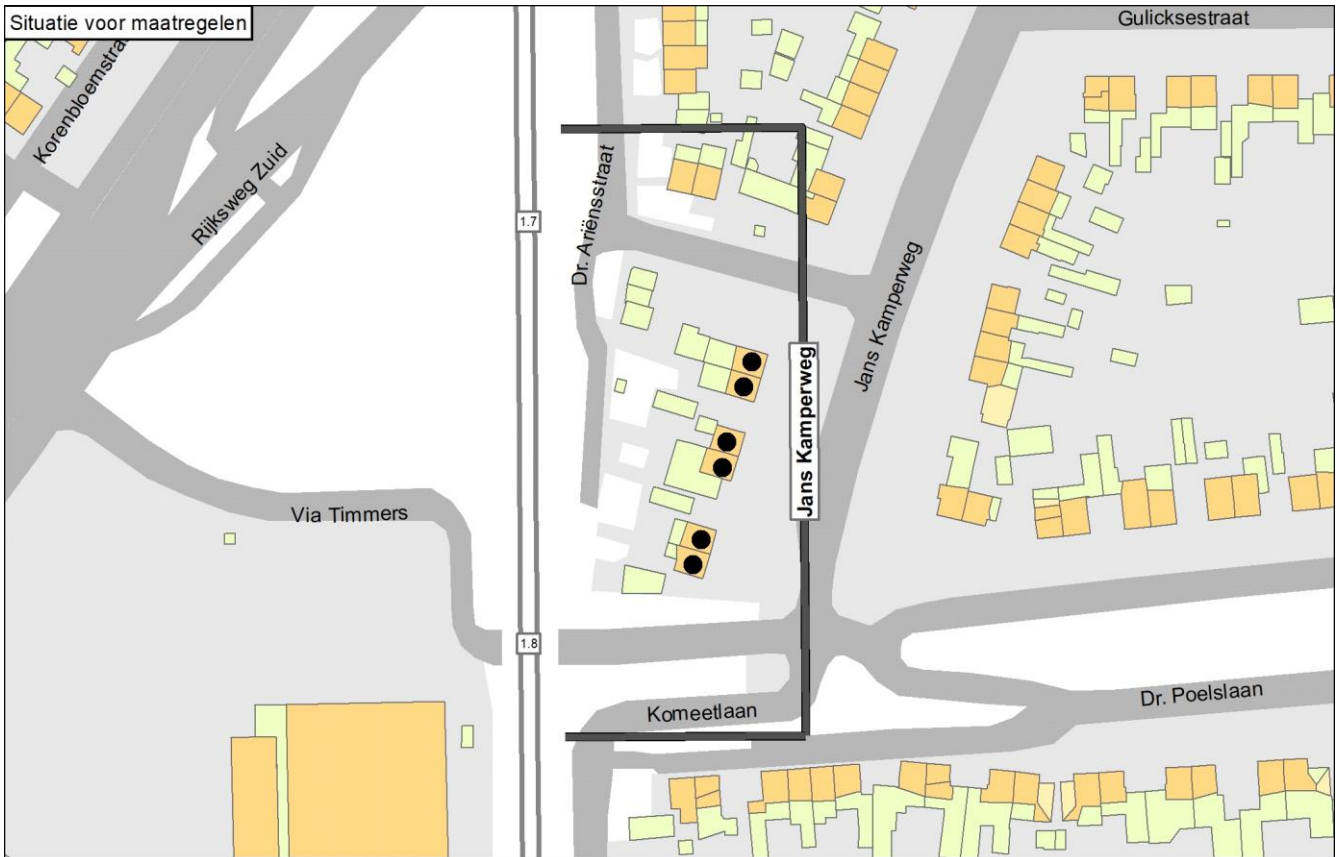 Situatie voor maatregelen
Gulicksestraat
Korenbloemstraat
Rijksweg Zuid
1.7
Dr. Ariënsstraat
Jans Kamperweg
Jans Kamperweg
Via Timmers
1.8
Komeetlaan
Dr. Poelslaan